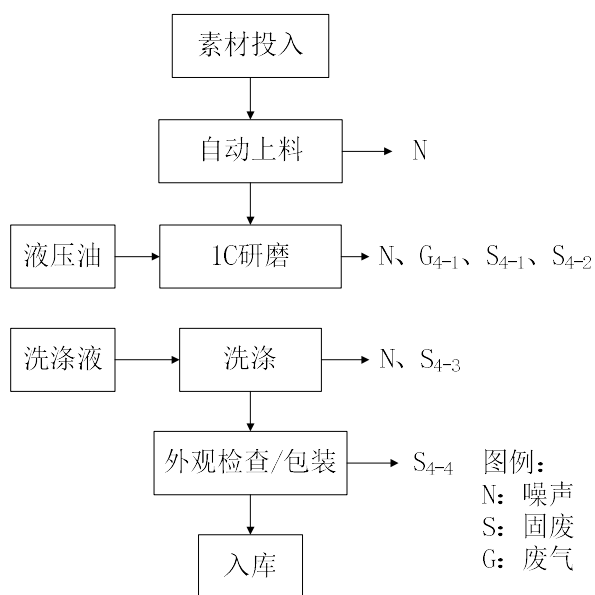 素材投入
自动上料
N
液压油
1C研磨
N、G4-1、S4-1、S4-2
洗涤液
洗涤
N、S4-3
外观检查/包装
S4-4
图例：
N：噪声
S：固废
G：废气
入库